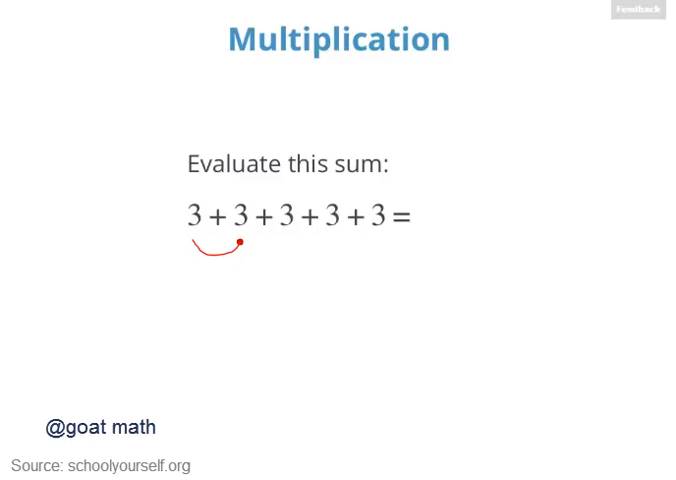 Feedback
Multiplication
Evaluate this sum:
3 + 3 + 3 + 3 + 3 =
@goat math
Source: schoolyourself.org